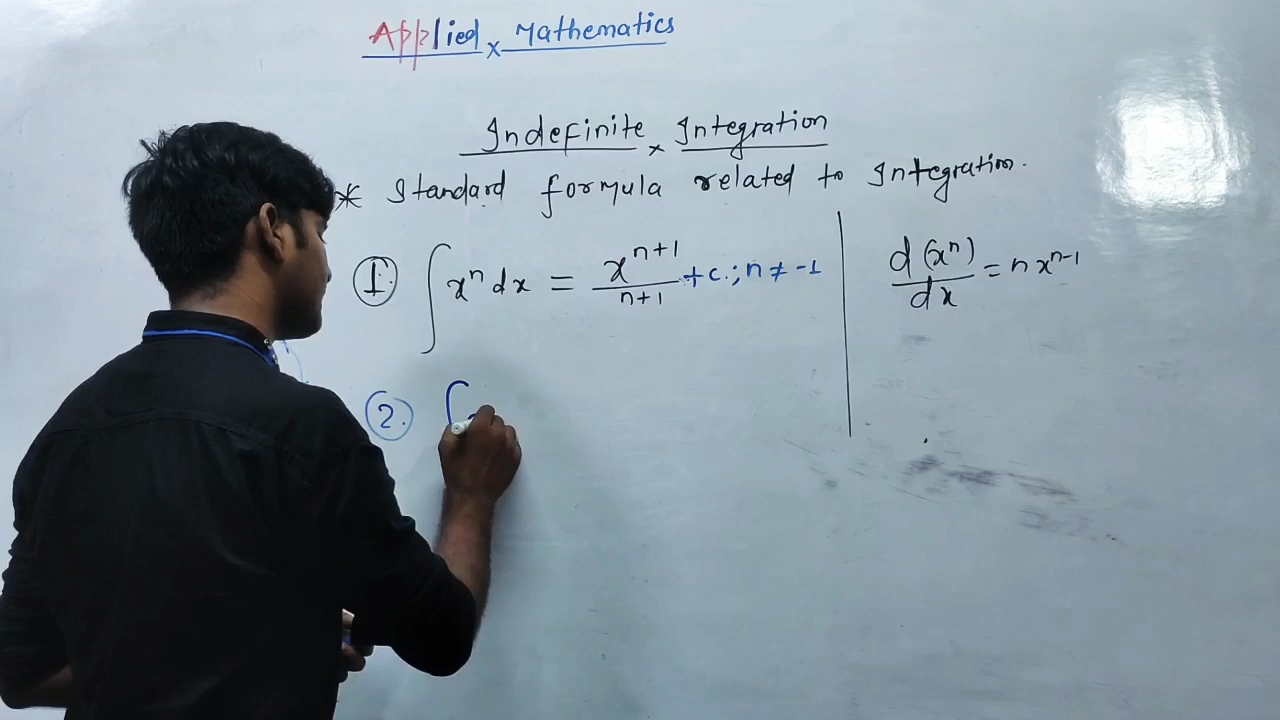 Applied × Mathematics
Indefinite × Integration
* Standard formula related to Integration.
1. ∫ xⁿ dx = xⁿ⁺¹/n+1 + c.; n ≠ -1
d(xⁿ)/dx = n xⁿ⁻¹
2. ∫